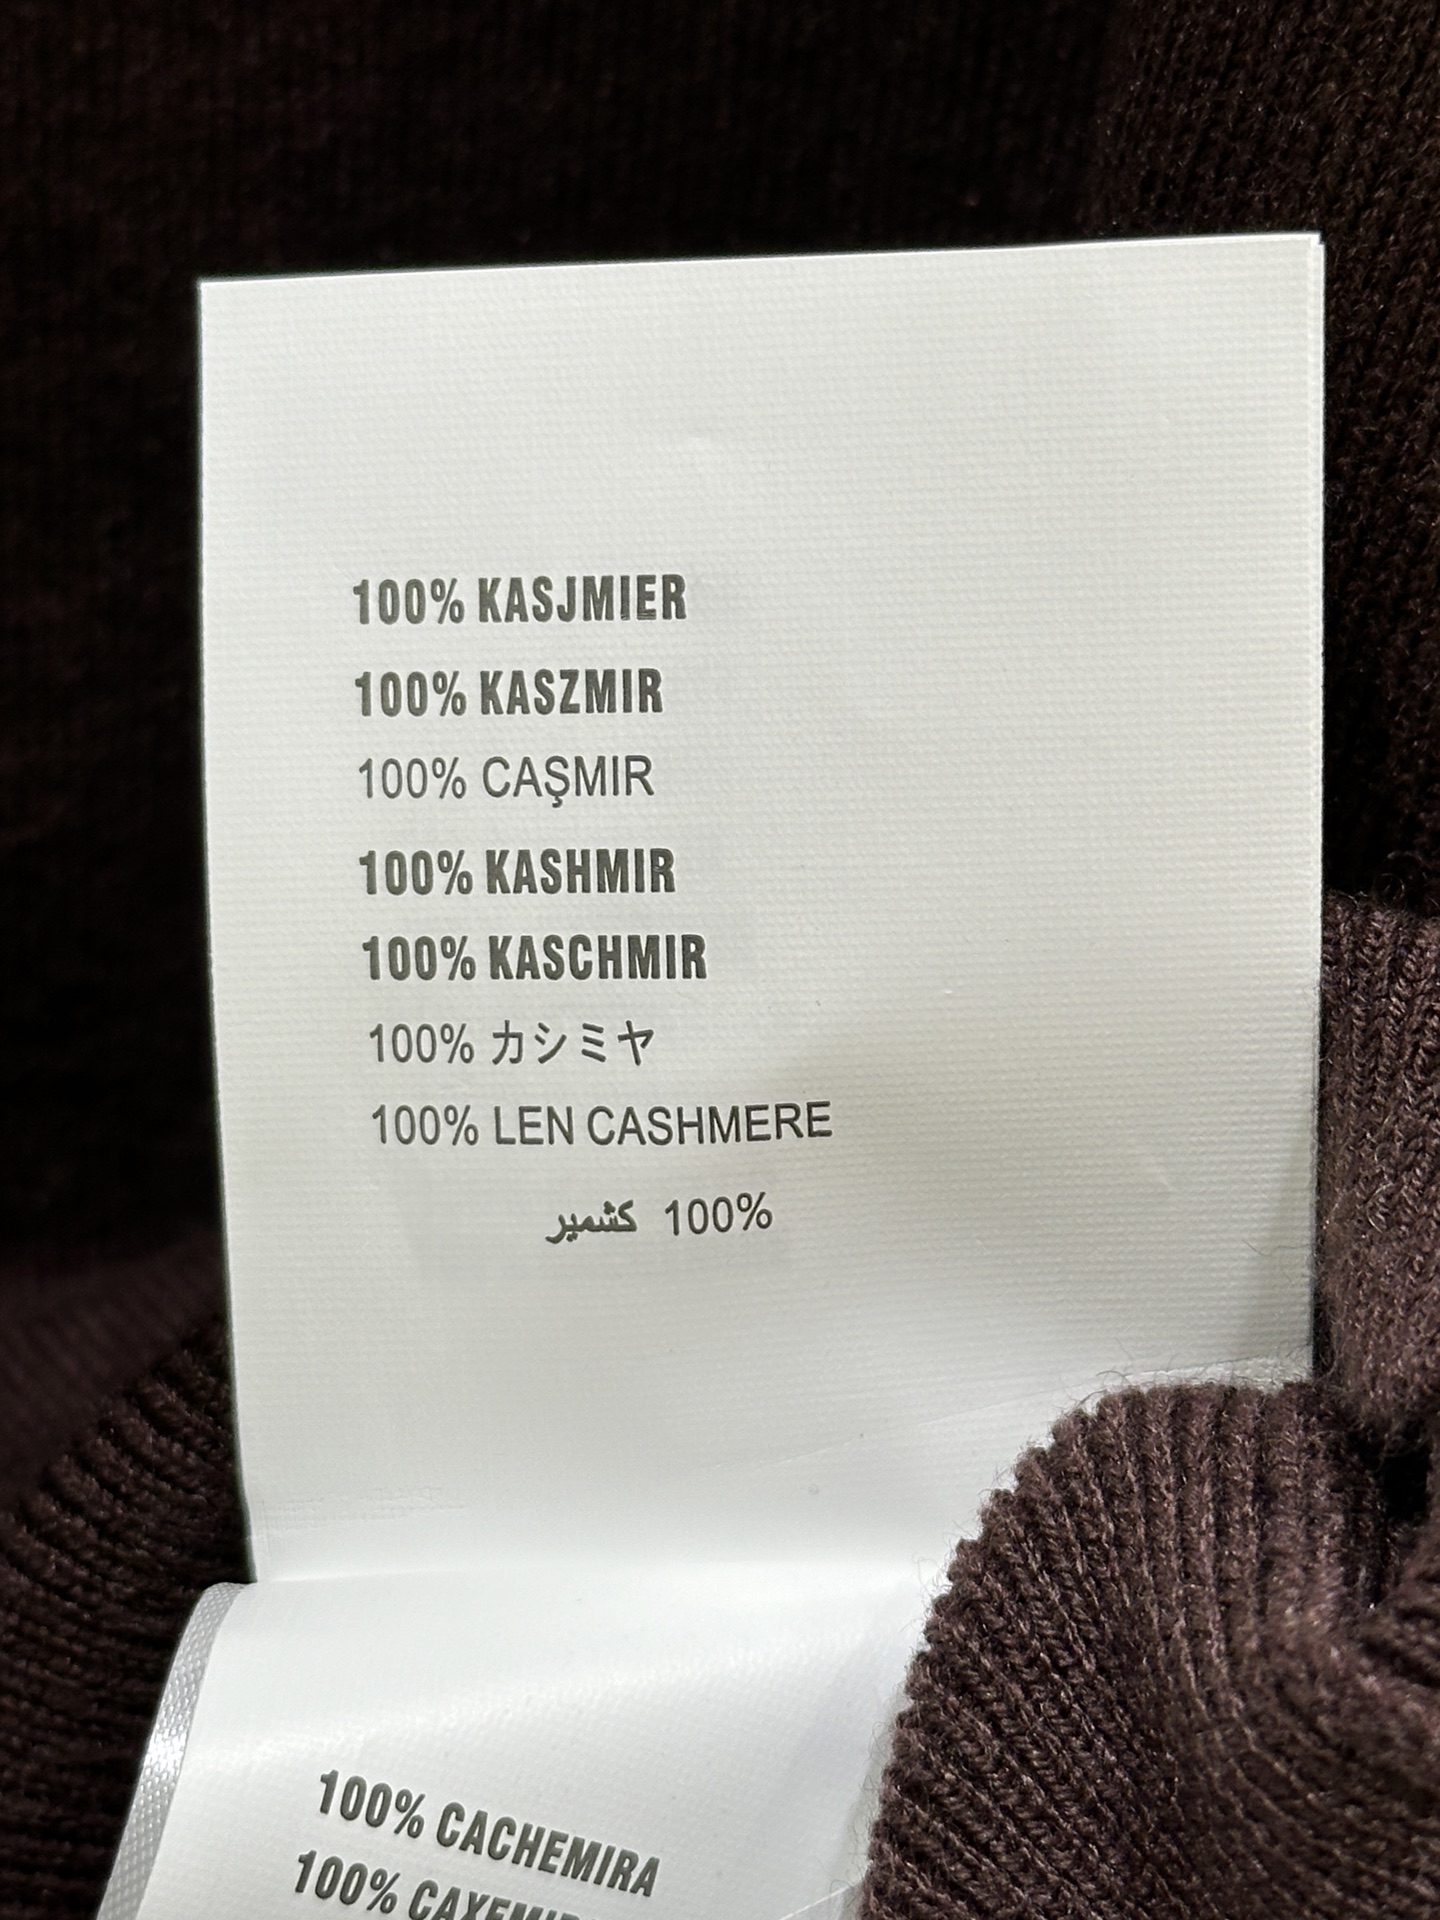 100% KASJMIER
100% KASZMIR
100% CAŞMIR
100% KASHMIR
100% KASCHMIR
100% カシミヤ
100% LEN CASHMERE
100% كشمير
100% CACHEMIRA
100%